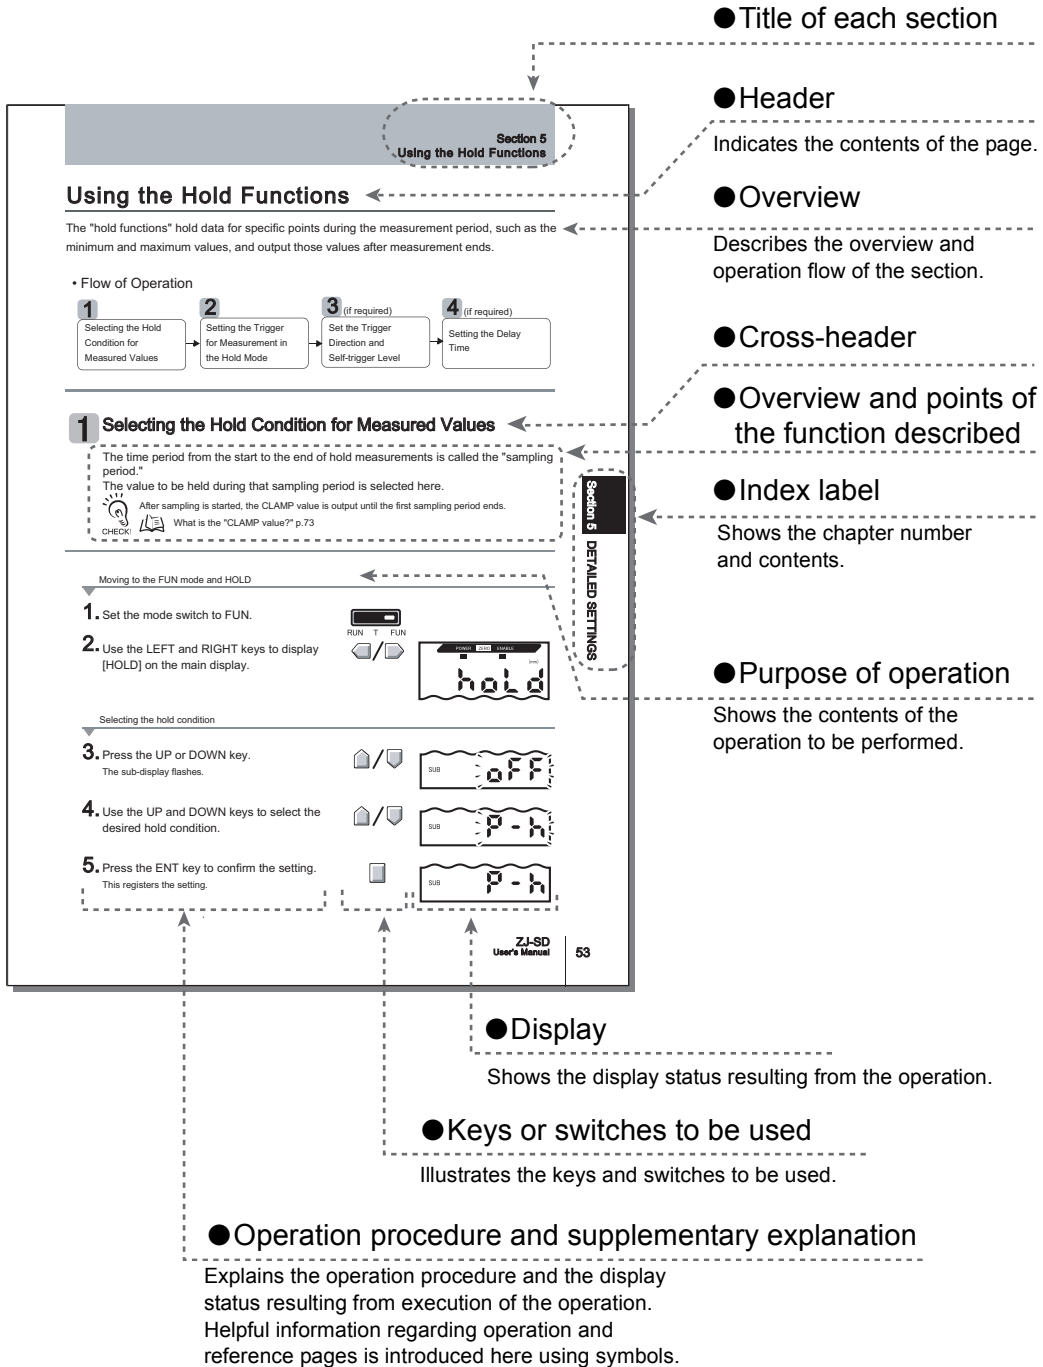 ●Title of each section
●Header
Indicates the contents of the page.
●Overview
Describes the overview and
operation flow of the section.
●Cross-header
●Overview and points of
the function described
●Index label
Shows the chapter number
and contents.
●Purpose of operation
Shows the contents of the
operation to be performed.
Section 5
Using the Hold Functions
Using the Hold Functions
The "hold functions" hold data for specific points during the measurement period, such as the
minimum and maximum values, and output those values after measurement ends.
• Flow of Operation
1
Selecting the Hold
Condition for
Measured Values
2
Setting the Trigger
for Measurement in
the Hold Mode
3 (if required)
Set the Trigger
Direction and
Self-trigger Level
4 (if required)
Setting the Delay
Time
1 Selecting the Hold Condition for Measured Values
The time period from the start to the end of hold measurements is called the "sampling
period."
The value to be held during that sampling period is selected here.
CHECK!
After sampling is started, the CLAMP value is output until the first sampling period ends.
What is the "CLAMP value?" p.73
Section 5 DETAILED SETTINGS
Moving to the FUN mode and HOLD
1. Set the mode switch to FUN.
RUN T FUN
2. Use the LEFT and RIGHT keys to display
[HOLD] on the main display.
/
POWER ZERO ENABLE
(mm)
hoLd
Selecting the hold condition
3. Press the UP or DOWN key.
The sub-display flashes.
/
SUB oFF
4. Use the UP and DOWN keys to select the
desired hold condition.
/
SUB P-h
5. Press the ENT key to confirm the setting.
This registers the setting.
SUB P-h
ZJ-SD
User's Manual
53
●Display
Shows the display status resulting from the operation.
●Keys or switches to be used
Illustrates the keys and switches to be used.
●Operation procedure and supplementary explanation
Explains the operation procedure and the display
status resulting from execution of the operation.
Helpful information regarding operation and
reference pages is introduced here using symbols.